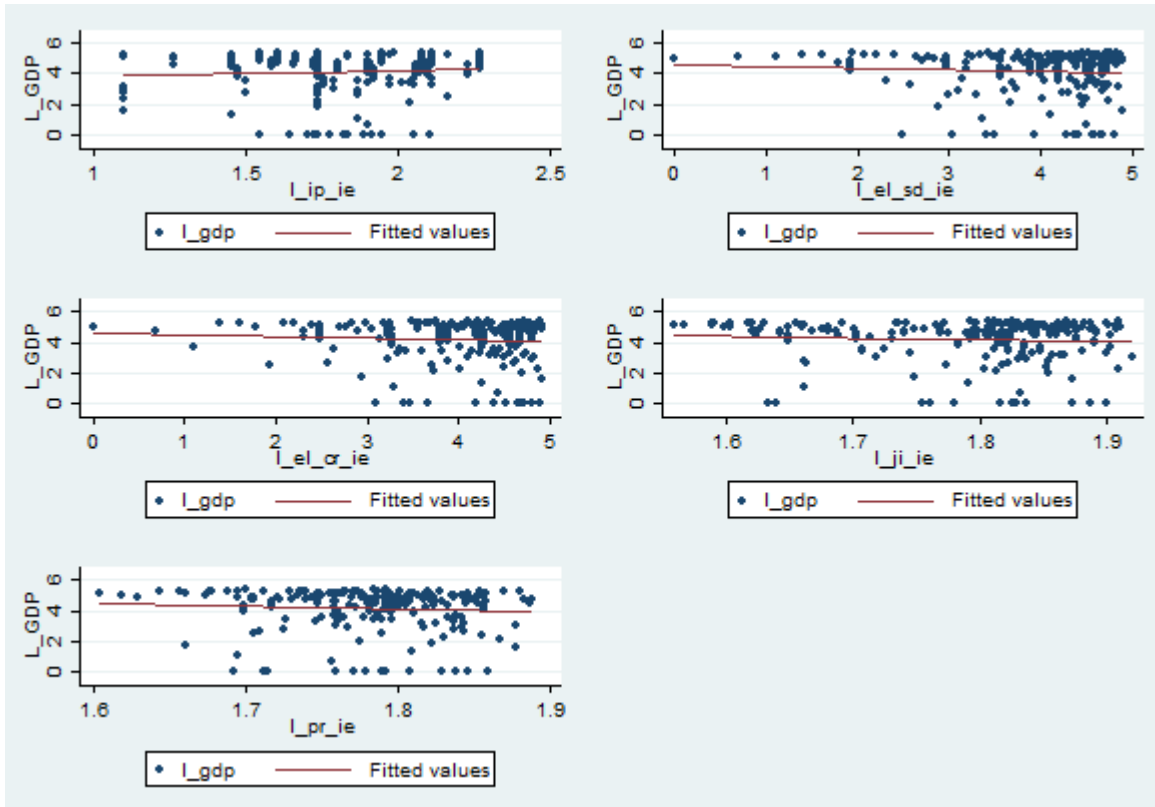 L_GDP
0 2 4 6
1 1.5 2 2.5
l_ip_ie
l_gdp Fitted values
L_GDP
0 2 4 6
0 1 2 3 4 5
l_el_sd_ie
l_gdp Fitted values
L_GDP
0 2 4 6
0 1 2 3 4 5
l_el_cr_ie
l_gdp Fitted values
L_GDP
0 2 4 6
1.6 1.7 1.8 1.9
l_ji_ie
l_gdp Fitted values
L_GDP
0 2 4 6
1.6 1.7 1.8 1.9
l_pr_ie
l_gdp Fitted values